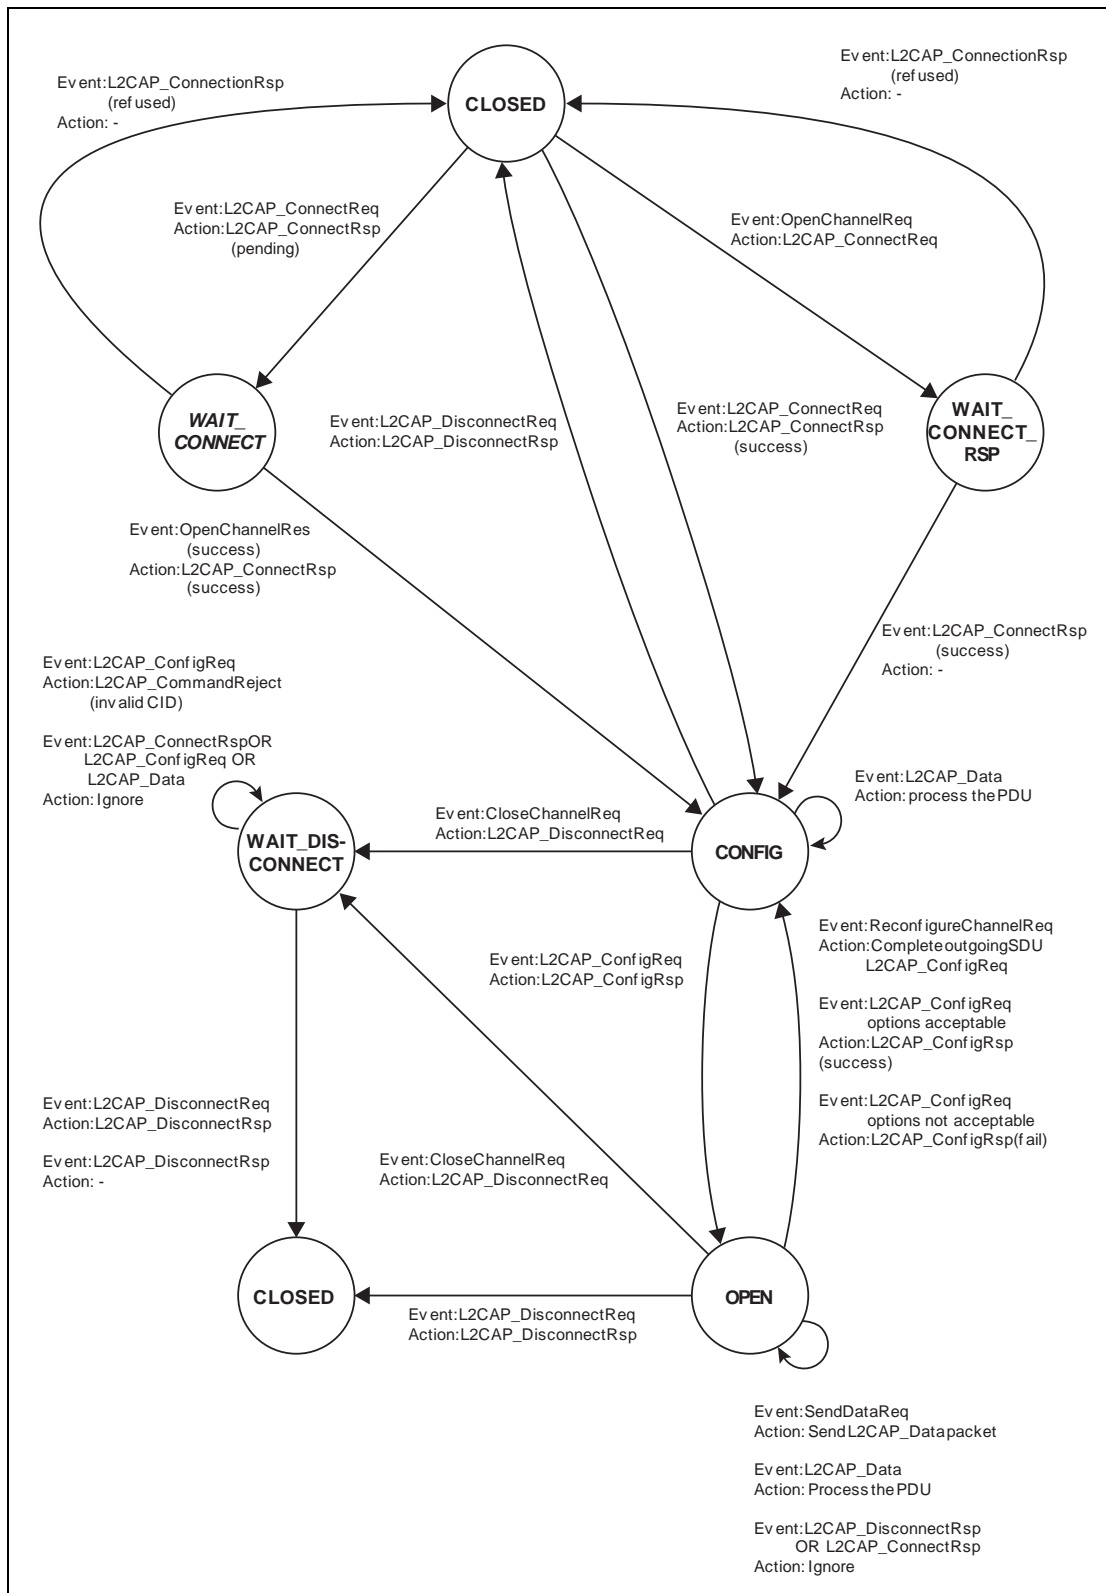 Event:L2CAP_ConnectionRsp
(refused)
Action: -
CLOSED
Event:L2CAP_ConnectionRsp
(refused)
Action: -
Event:L2CAP_ConnectReq
Action:L2CAP_ConnectRsp
(pending)
Event:OpenChannelReq
Action:L2CAP_ConnectReq
WAIT_
CONNECT
Event:L2CAP_DisconnectReq
Action:L2CAP_DisconnectRsp
Event:L2CAP_ConnectReq
Action:L2CAP_ConnectRsp
(success)
WAIT_
CONNECT_
RSP
Event:OpenChannelRes
(success)
Action:L2CAP_ConnectRsp
(success)
Event:L2CAP_ConnectRsp
(success)
Action: -
Event:L2CAP_ConfigReq
Action:L2CAP_CommandReject
(invalid CID)
Event:L2CAP_ConnectRspOR
L2CAP_ConfigReq OR
L2CAP_Data
Action: Ignore
Event:L2CAP_Data
Action: process the PDU
WAIT_DIS-
CONNECT
Event:CloseChannelReq
Action:L2CAP_DisconnectReq
CONFIG
Event:L2CAP_ConfigReq
Action:L2CAP_ConfigRsp
Event:ReconfigureChannelReq
Action:Complete outgoing SDU
L2CAP_ConfigReq
Event:L2CAP_ConfigReq
options acceptable
Action:L2CAP_ConfigRsp
(success)
Event:L2CAP_ConfigReq
options not acceptable
Action:L2CAP_ConfigRsp(fail)
Event:L2CAP_DisconnectReq
Action:L2CAP_DisconnectRsp
Event:L2CAP_DisconnectRsp
Action: -
Event:CloseChannelReq
Action:L2CAP_DisconnectReq
CLOSED
Event:L2CAP_DisconnectReq
Action:L2CAP_DisconnectRsp
OPEN
Event:SendDataReq
Action: Send L2CAP_Data packet
Event:L2CAP_Data
Action: Process the PDU
Event:L2CAP_DisconnectRsp
OR L2CAP_ConnectRsp
Action: Ignore